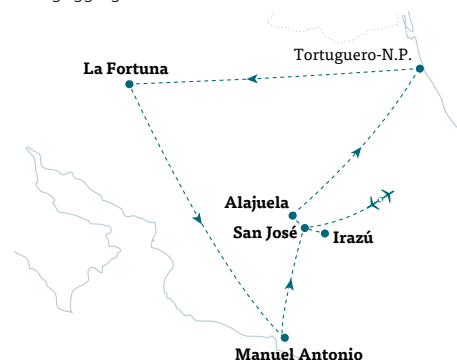 Tortuguero-N.P.
La Fortuna
Alajuela
San José
Irazú
Manuel Antonio